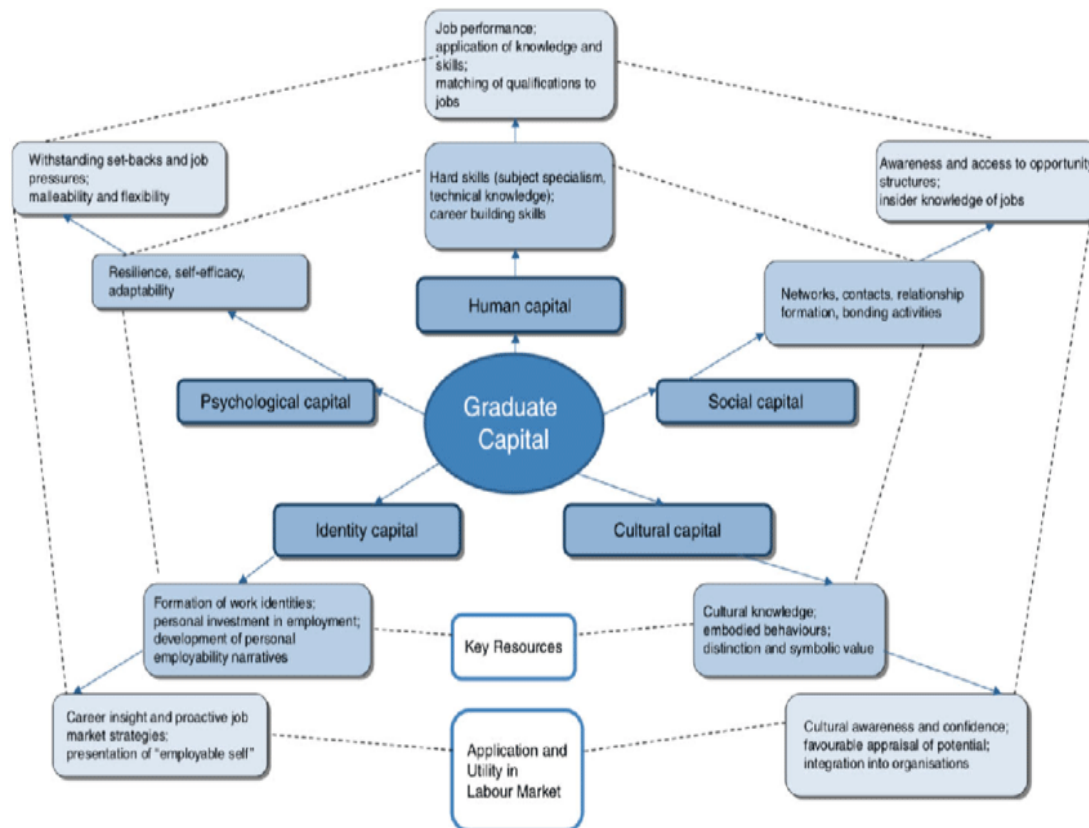 Job performance;
application of knowledge and
skills;
matching of qualifications to
jobs
Withstanding set-backs and job
pressures;
malleability and flexibility
Hard skills (subject specialism,
technical knowledge);
career building skills
Awareness and access to opportunity
structures;
insider knowledge of jobs
Resilience, self-efficacy,
adaptability
Human capital
Networks, contacts, relationship
formation, bonding activities
Psychological capital
Graduate
Capital
Social capital
Identity capital
Cultural capital
Formation of work identities;
personal investment in employment;
development of personal
employability narratives
Key Resources
Cultural knowledge;
embodied behaviours;
distinction and symbolic value
Career insight and proactive job
market strategies;
presentation of "employable self"
Application and
Utility in
Labour Market
Cultural awareness and confidence;
favourable appraisal of potential;
integration into organisations